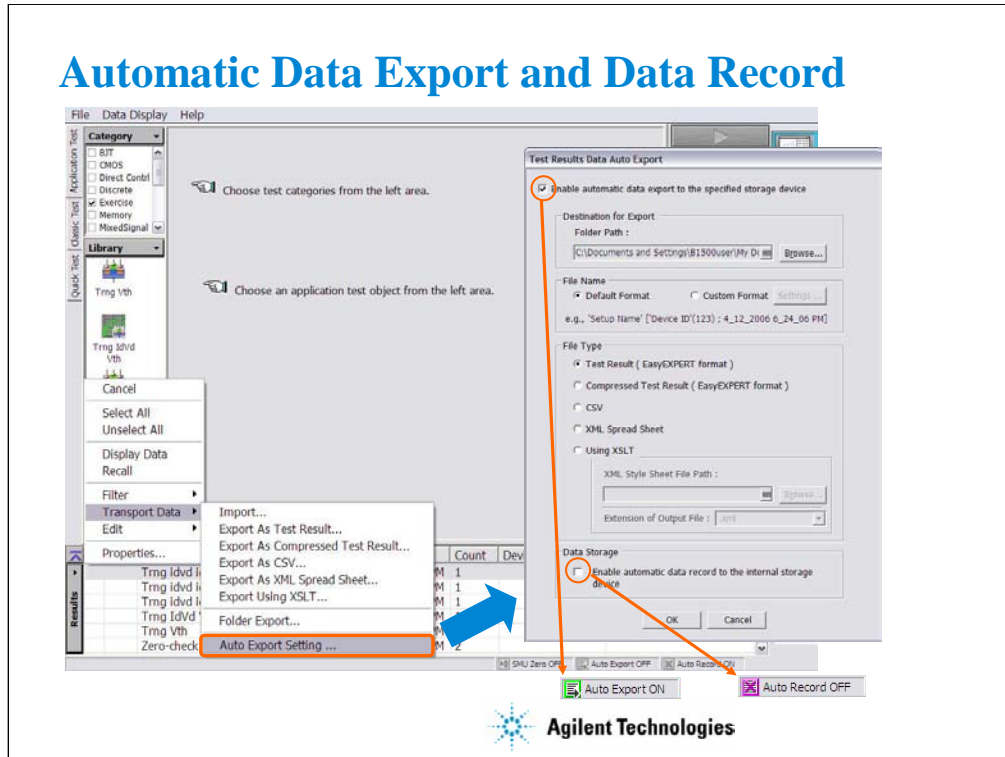 Automatic Data Export and Data Record
File Data Display Help
Application Test
Classic Test
Quick Test
Category
BJT
CMOS
Direct Contrl
Discrete
Exercise
Memory
MixedSignal
Library
Trng Vth
Trng IdVd
Vth
Choose test categories from the left area.
Choose an application test object from the left area.
Cancel
Select All
Unselect All
Display Data
Recall
Filter
Transport Data
Edit
Properties...
Import...
Export As Test Result...
Export As Compressed Test Result...
Export As CSV...
Export As XML Spread Sheet...
Export Using XSLT...
Folder Export...
Auto Export Setting ...
Results
Count
Trng Idvd
M 1
Trng Idvd
M 1
Trng Idvd
M 1
Trng IdVd
Trng Vth
Zero-check
M 2
SMU Zero OFF
Auto Export OFF
Auto Record ON
Test Results Data Auto Export
Enable automatic data export to the specified storage device
Destination for Export
Folder Path :
C:\Documents and Settings\B1500user\My D
Browse...
File Name
Default Format
Custom Format
Settings ...
e.g., 'Setup Name' ['Device ID'(123) ; 4_12_2006 6_24_06 PM]
File Type
Test Result ( EasyEXPERT format )
Compressed Test Result ( EasyEXPERT format )
CSV
XML Spread Sheet
Using XSLT
XML Style Sheet File Path :
Browse...
Extension of Output File : .xml
Data Storage
Enable automatic data record to the internal storage
device
OK
Cancel
Auto Export ON
Auto Record OFF
Agilent Technologies